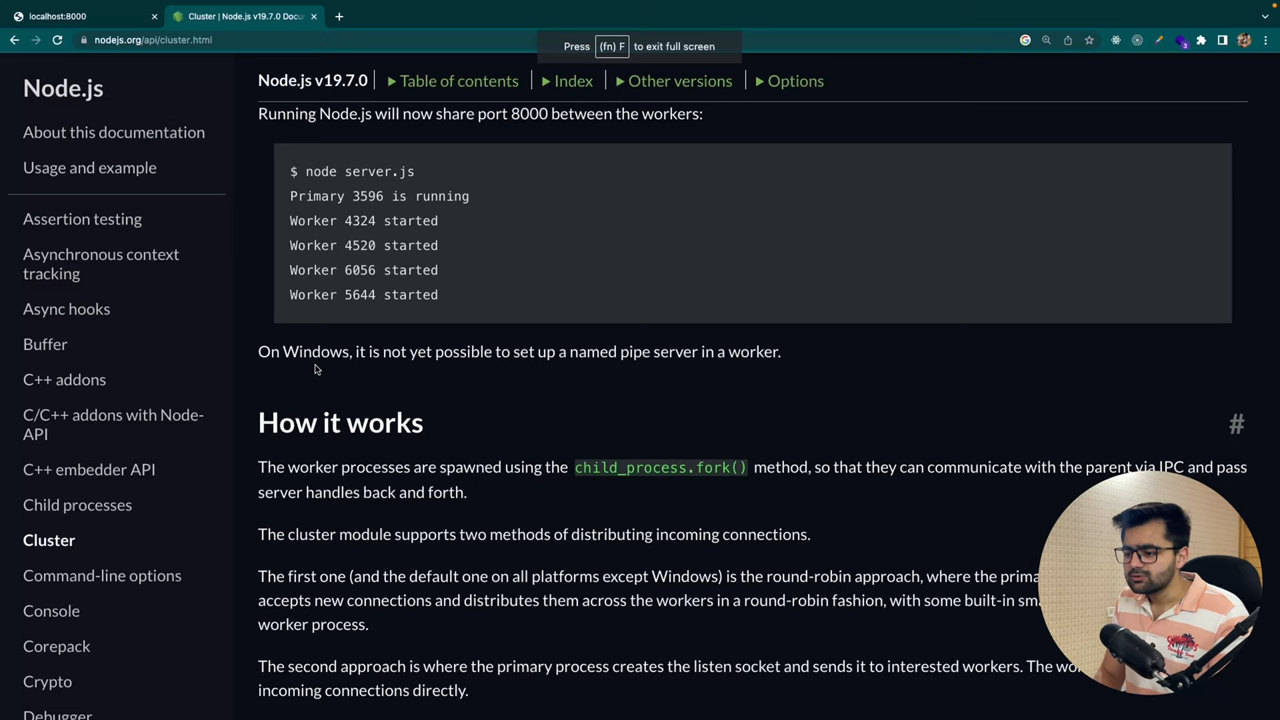 localhost:8000
Cluster | Node.js v19.7.0 Docu
nodejs.org/api/cluster.html
Press (fn) F to exit full screen
Node.js
About this documentation
Usage and example
Assertion testing
Asynchronous context
tracking
Async hooks
Buffer
C++ addons
C/C++ addons with Node-
API
C++ embedder API
Child processes
Cluster
Command-line options
Console
Corepack
Crypto
Debugger
Node.js v19.7.0
Table of contents
Index
Other versions
Options
Running Node.js will now share port 8000 between the workers:
$ node server.js
Primary 3596 is running
Worker 4324 started
Worker 4520 started
Worker 6056 started
Worker 5644 started
On Windows, it is not yet possible to set up a named pipe server in a worker.
How it works
#
The worker processes are spawned using the child_process.fork() method, so that they can communicate with the parent via IPC and pass
server handles back and forth.
The cluster module supports two methods of distributing incoming connections.
The first one (and the default one on all platforms except Windows) is the round-robin approach, where the
accepts new connections and distributes them across the workers in a round-robin fashion, with some built-in
worker process.
The second approach is where the primary process creates the listen socket and sends it to interested workers. The
incoming connections directly.